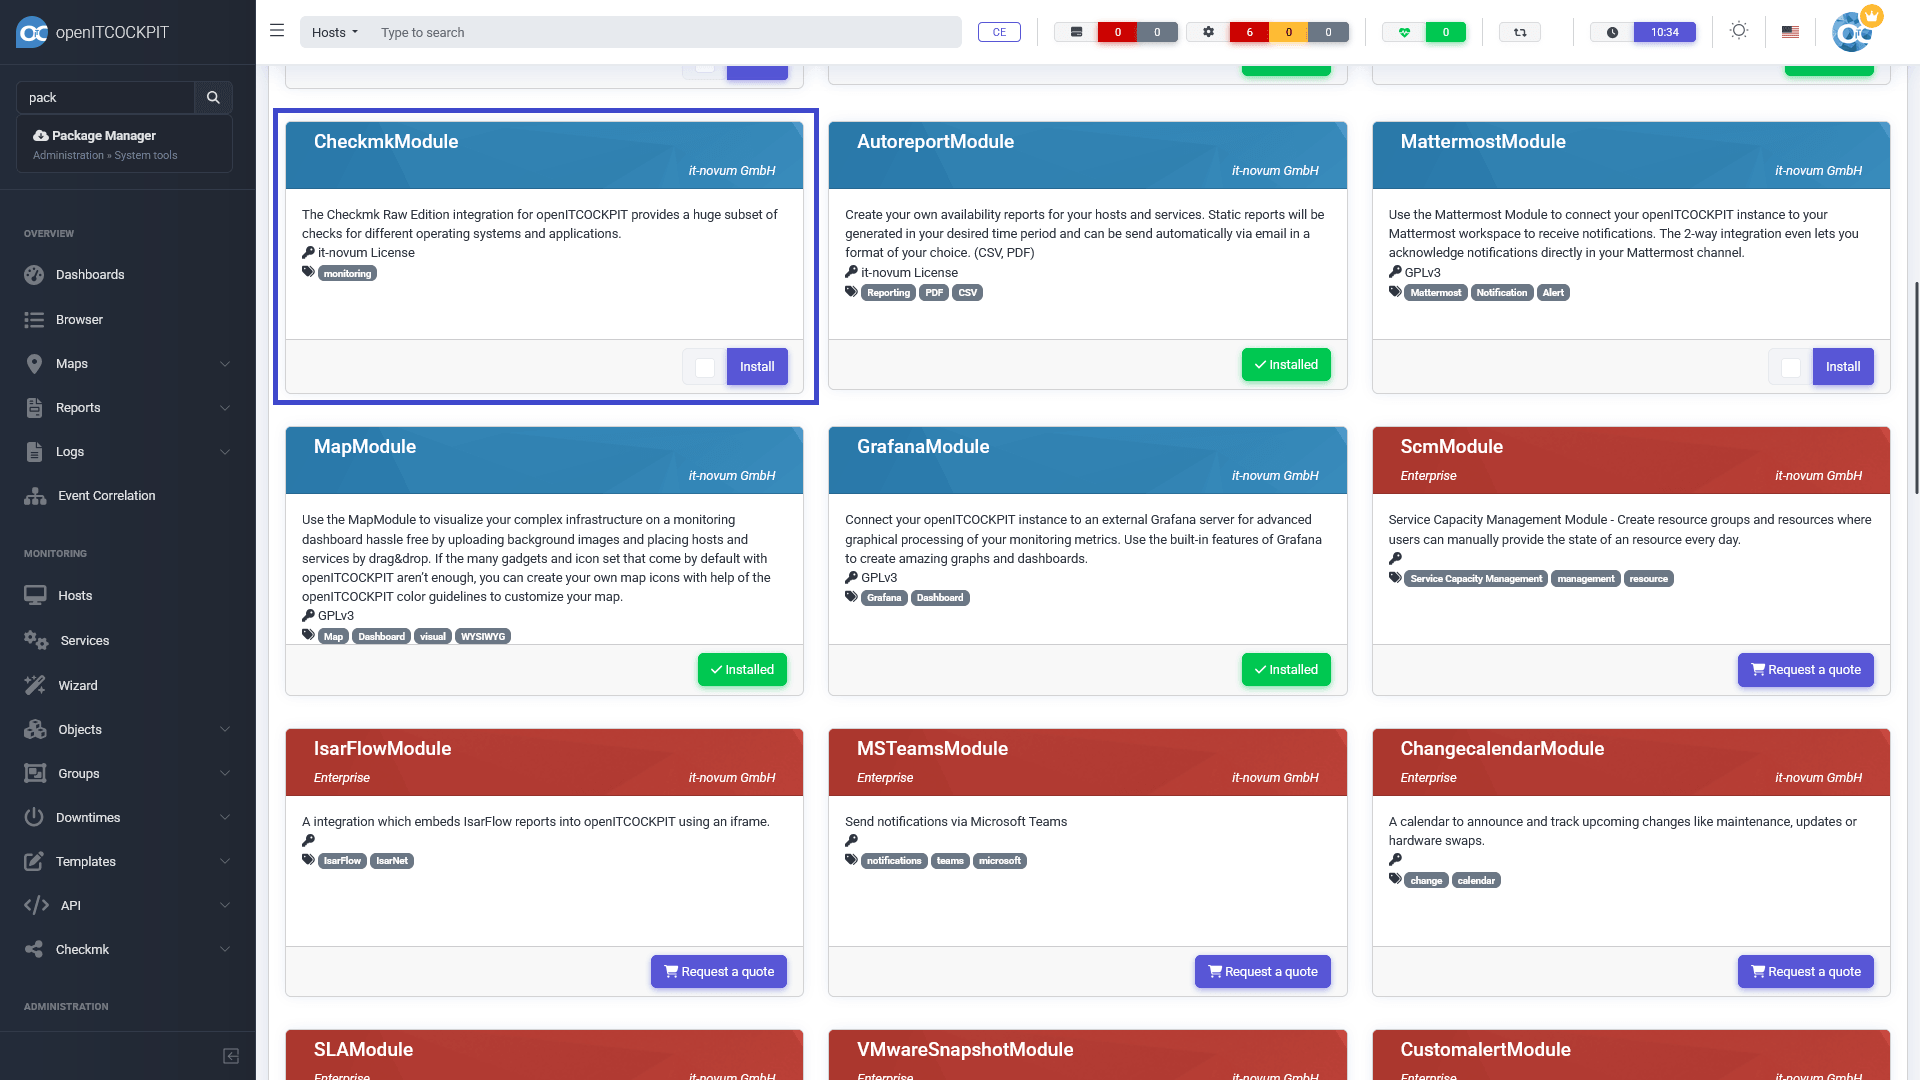 openITCOCKPIT
Hosts
Type to search
CE
0
0
6
0
0
0
10:34
pack
Package Manager
Administration » System tools
OVERVIEW
Dashboards
Browser
Maps
Reports
Logs
Event Correlation
MONITORING
Hosts
Services
Wizard
Objects
Groups
Downtimes
Templates
API
Checkmk
ADMINISTRATION
CheckmkModule
it-novum GmbH
The Checkmk Raw Edition integration for openITCOCKPIT provides a huge subset of
checks for different operating systems and applications.
it-novum License
monitoring
Install
AutoreportModule
it-novum GmbH
Create your own availability reports for your hosts and services. Static reports will be
generated in your desired time period and can be send automatically via email in a
format of your choice. (CSV, PDF)
it-novum License
Reporting PDF CSV
Installed
MattermostModule
it-novum GmbH
Use the Mattermost Module to connect your openITCOCKPIT instance to your
Mattermost workspace to receive notifications. The 2-way integration even lets you
acknowledge notifications directly in your Mattermost channel.
GPLv3
Mattermost Notification Alert
Install
MapModule
it-novum GmbH
Use the MapModule to visualize your complex infrastructure on a monitoring
dashboard hassle free by uploading background images and placing hosts and
services by drag&drop. If the many gadgets and icon set that come by default with
openITCOCKPIT aren't enough, you can create your own map icons with help of the
openITCOCKPIT color guidelines to customize your map.
GPLv3
Map Dashboard visual WYSIWYG
Installed
GrafanaModule
it-novum GmbH
Connect your openITCOCKPIT instance to an external Grafana server for advanced
graphical processing of your monitoring metrics. Use the built-in features of Grafana
to create amazing graphs and dashboards.
GPLv3
Grafana Dashboard
Installed
ScmModule
Enterprise it-novum GmbH
Service Capacity Management Module - Create resource groups and resources where
users can manually provide the state of an resource every day.
Service Capacity Management management resource
Request a quote
IsarFlowModule
Enterprise it-novum GmbH
A integration which embeds IsarFlow reports into openITCOCKPIT using an iframe.
IsarFlow IsarNet
Request a quote
MSTeamsModule
Enterprise it-novum GmbH
Send notifications via Microsoft Teams
notifications teams microsoft
Request a quote
ChangecalendarModule
Enterprise it-novum GmbH
A calendar to announce and track upcoming changes like maintenance, updates or
hardware swaps.
change calendar
Request a quote
SLAModule
Enterprise it-novum GmbH
VMwareSnapshotModule
Enterprise it-novum GmbH
CustomalertModule
Enterprise it-novum GmbH